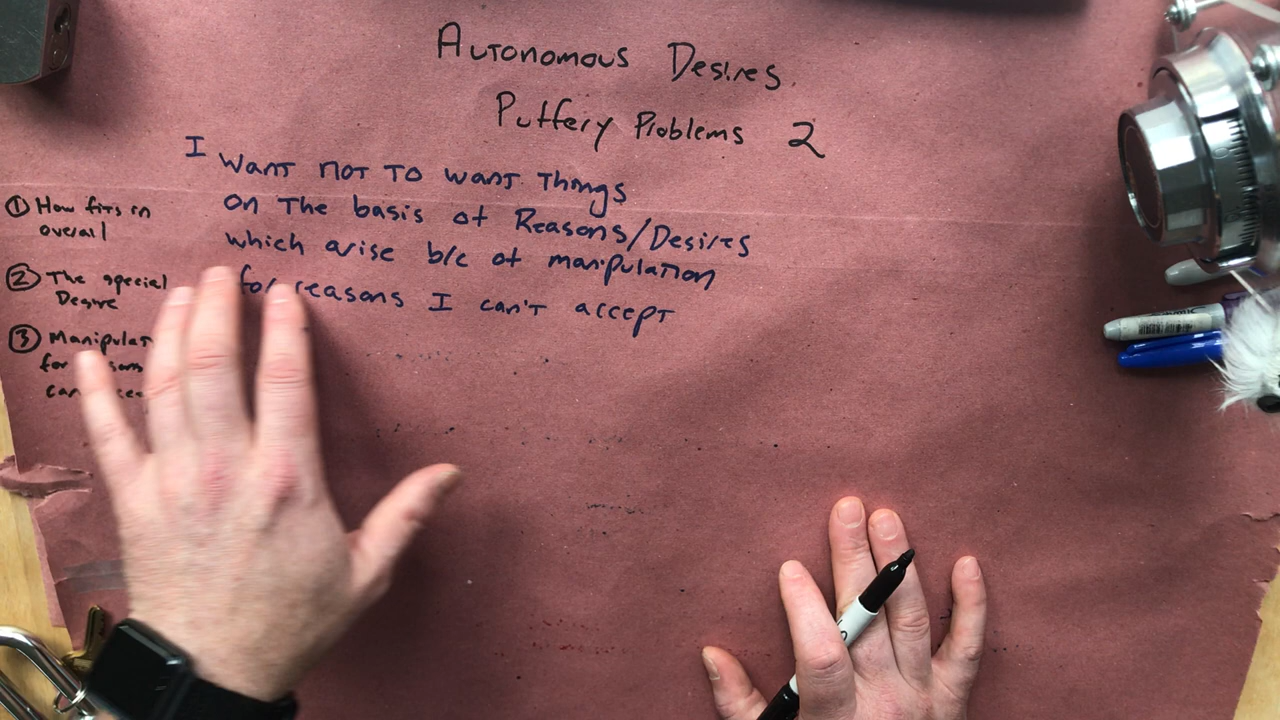 Autonomous Desires
Puffery Problems 2
I want not to want things
on the basis of Reasons/Desires
which arise b/c of manipulation
for reasons I can't accept
① How fits in
overall
② The special
Desire
③ Manipulat
for